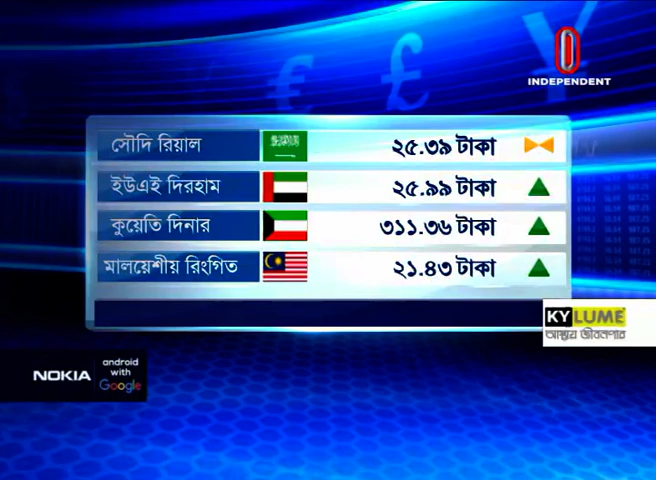 INDEPENDENT
সৌদি রিয়াল ২৫.৩৯ টাকা
ইউএই দিরহাম ২৫.৯৯ টাকা
কুয়েতি দিনার ৩১১.৩৬ টাকা
মালয়েশীয় রিংগিত ২১.৪৩ টাকা
KY LUME
NOKIA
android
with
Google